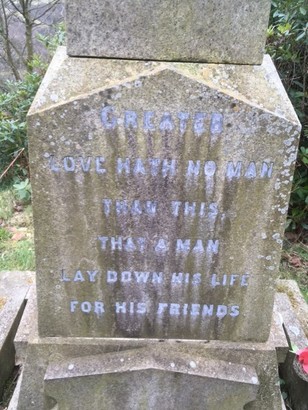 GREATER
LOVE HATH NO MAN
THAN THIS,
THAT A MAN
LAY DOWN HIS LIFE
FOR HIS FRIENDS